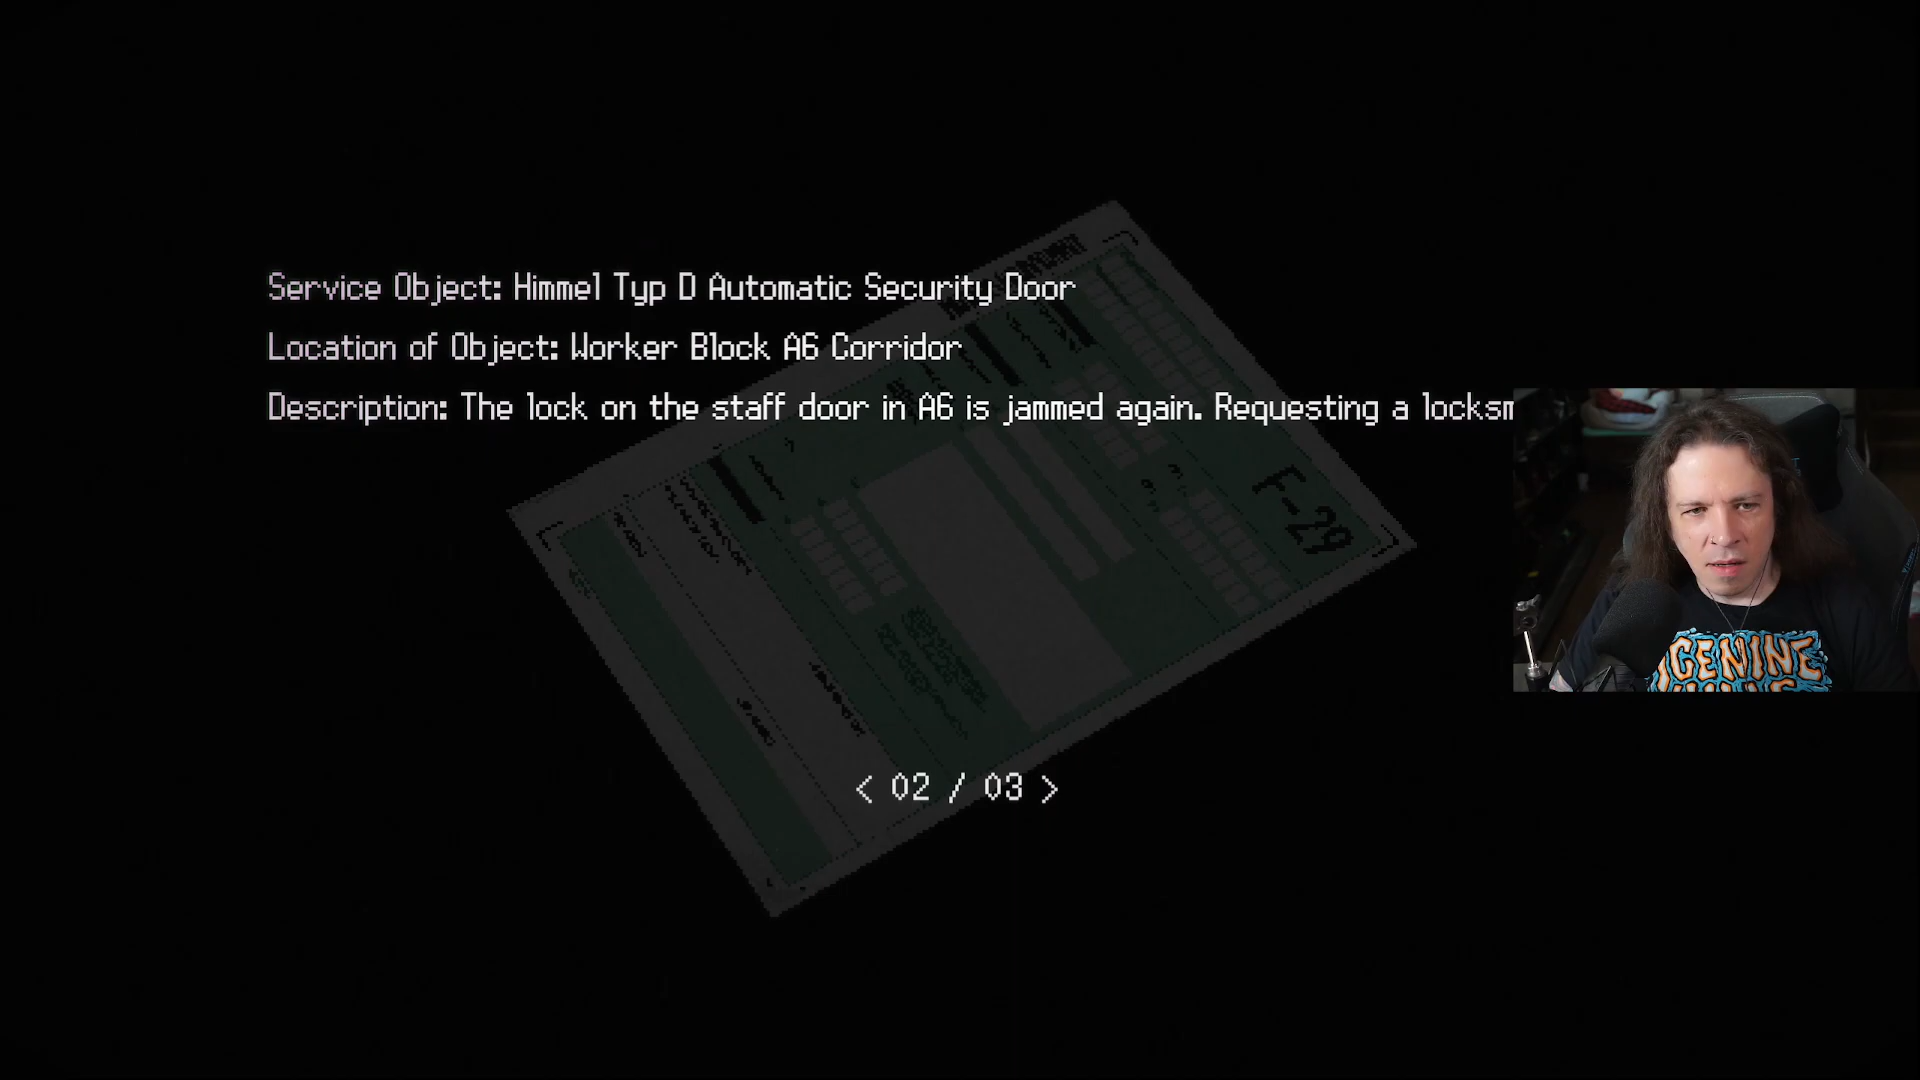 Service Object: Himmel Typ D Automatic Security Door
Location of Object: Worker Block A6 Corridor
Description: The lock on the staff door in A6 is jammed again. Requesting a locksm
F-29
IGENINE
< 02 / 03 >